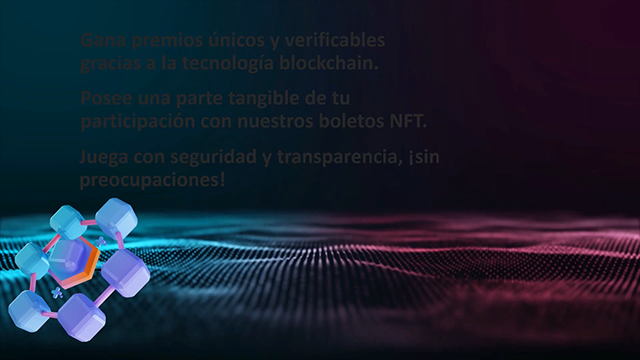 Gana premios únicos y verificables
gracias a la tecnología blockchain.
Posee una parte tangible de tu
participación con nuestros boletos NFT.
Juega con seguridad y transparencia, ¡sin
preocupaciones!